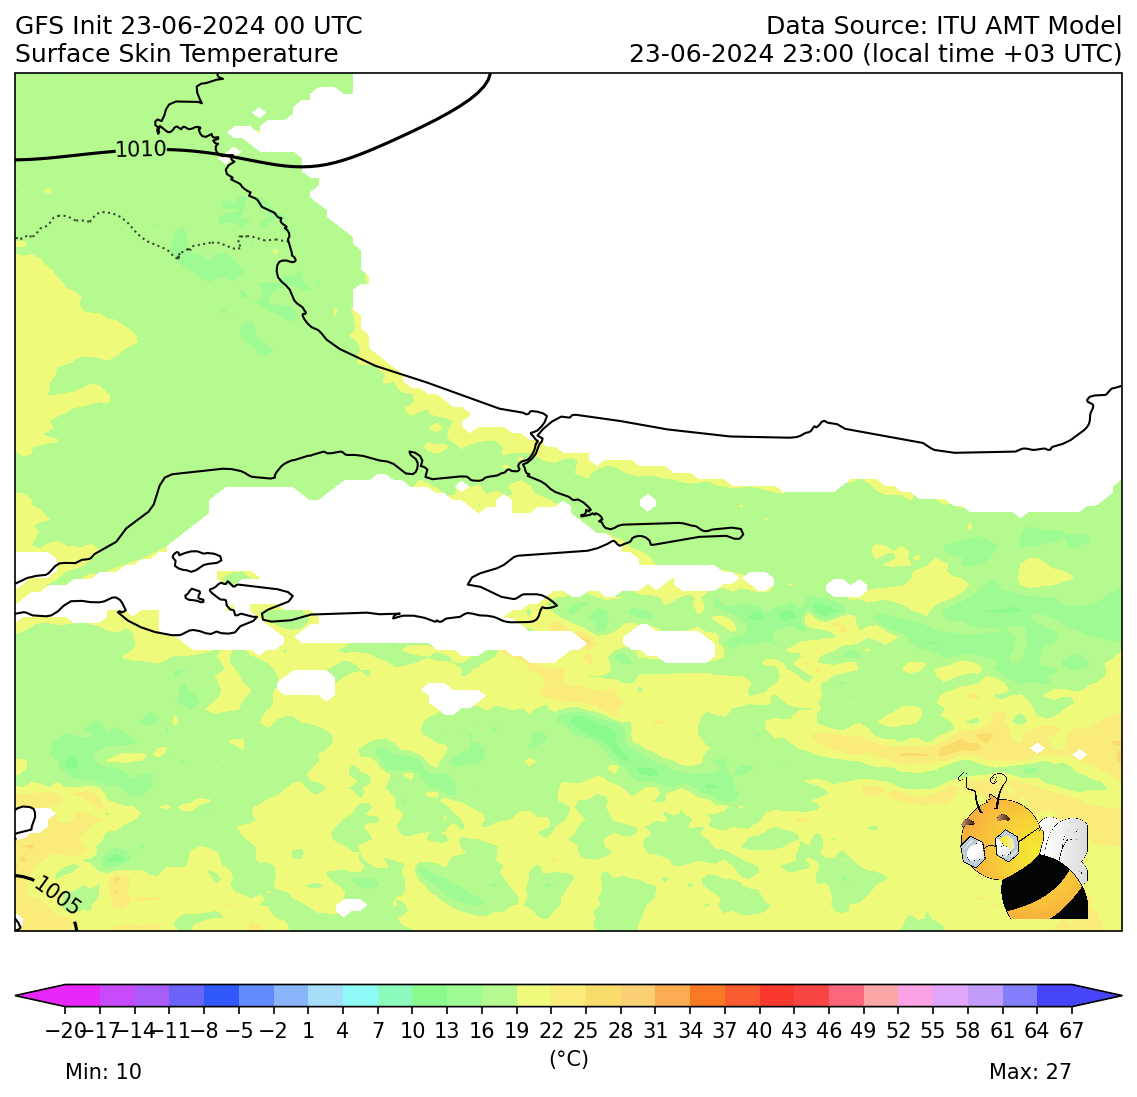 GFS Init 23-06-2024 00 UTC
Data Source: ITU AMT Model
Surface Skin Temperature
23-06-2024 23:00 (local time +03 UTC)
1010
1005
−20 −17 −14 −11 −8 −5 −2 1 4 7 10 13 16 19 22 25 28 31 34 37 40 43 46 49 52 55 58 61 64 67
(°C)
Min: 10
Max: 27